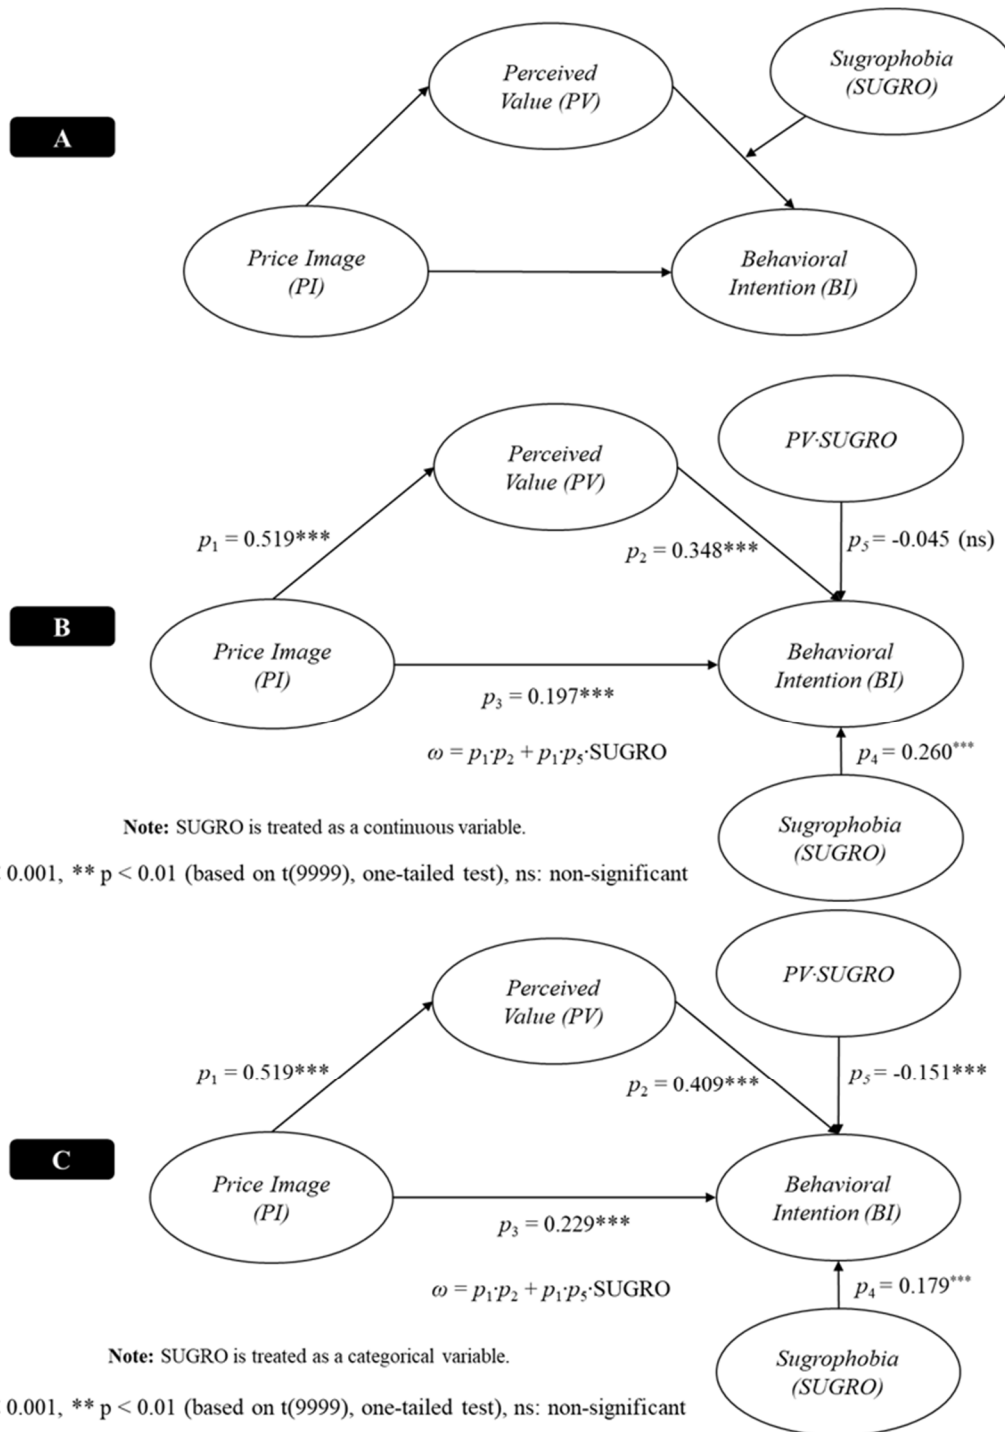 Perceived
Value (PV)
Sugrophobia
(SUGRO)
A
Price Image
(PI)
Behavioral
Intention (BI)
PV·SUGRO
Perceived
Value (PV)
p₁ = 0.519***
p₂ = 0.348***
p₅ = -0.045 (ns)
B
Price Image
(PI)
Behavioral
Intention (BI)
p₃ = 0.197***
ω = p₁·p₂ + p₁·p₅·SUGRO
p₄ = 0.260***
Note: SUGRO is treated as a continuous variable.
Sugrophobia
(SUGRO)
0.001, ** p < 0.01 (based on t(9999), one-tailed test), ns: non-significant
PV·SUGRO
Perceived
Value (PV)
p₁ = 0.519***
p₂ = 0.409***
p₅ = -0.151***
C
Price Image
(PI)
Behavioral
Intention (BI)
p₃ = 0.229***
ω = p₁·p₂ + p₁·p₅·SUGRO
p₄ = 0.179***
Note: SUGRO is treated as a categorical variable.
Sugrophobia
(SUGRO)
0.001, ** p < 0.01 (based on t(9999), one-tailed test), ns: non-significant